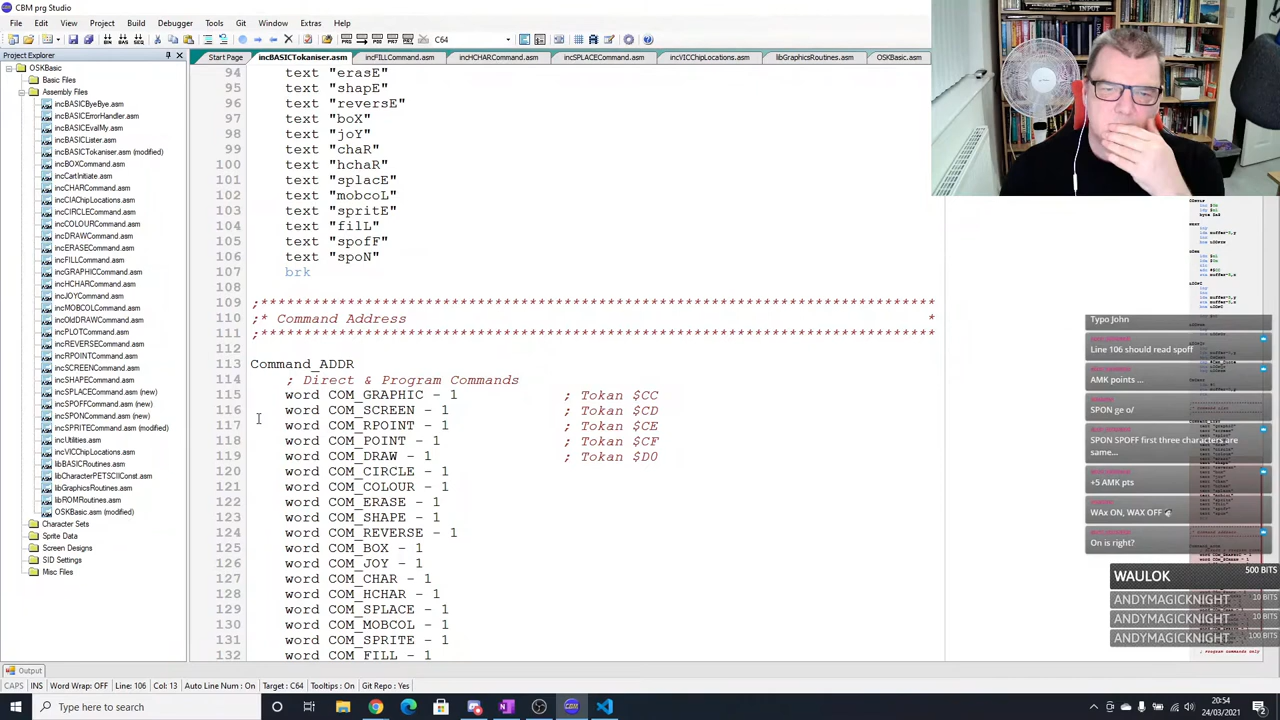 CBM prg Studio
File Edit View Project Build Debugger Tools Git Window Extras Help
C64
Project Explorer
OSKBasic
Basic Files
Assembly Files
incBASICByeBye.asm
incBASICErrorHandler.asm
incBASICEvalMy.asm
incBASICLister.asm
incBASICTokaniser.asm (modified)
incBOXCommand.asm
incCartInitiate.asm
incCHARCommand.asm
incCIAChipLocations.asm
incCIRCLECommand.asm
incCOLOURCommand.asm
incDRAWCommand.asm
incERASECommand.asm
incFILLCommand.asm
incGRAPHICCommand.asm
incHCHARCommand.asm
incJOYCommand.asm
incMOBCOLCommand.asm
incOldDRAWCommand.asm
incPLOTCommand.asm
incREVERSECommand.asm
incRPOINTCommand.asm
incSCREENCommand.asm
incSHAPECommand.asm
incSPLACECommand.asm (new)
incSPOFFCommand.asm (new)
incSPONCommand.asm (new)
incSPRITECommand.asm (modified)
incUtilities.asm
incVICChipLocations.asm
libBASICRoutines.asm
libCharacterPETSCIIConst.asm
libGraphicsRoutines.asm
libROMRoutines.asm
OSKBasic.asm (modified)
Character Sets
Sprite Data
Screen Designs
SID Settings
Misc Files
Start Page incBASICTokaniser.asm incFILLCommand.asm incHCHARCommand.asm incSPLACECommand.asm incVICChipLocations.asm libGraphicsRoutines.asm OSKBasic.asm
94 text "erasE"
95 text "shapE"
96 text "reversE"
97 text "boX"
98 text "joY"
99 text "chaR"
100 text "hchaR"
101 text "splacE"
102 text "mobcoL"
103 text "spritE"
104 text "filL"
105 text "spofF"
106 text "spoN"
107 brk
108
109 ;*******************************************************************************
110 ;* Command Address *
111 ;*******************************************************************************
112
113 Command_ADDR
114 ; Direct & Program Commands
115 word COM_GRAPHIC - 1 ; Tokan $CC
116 word COM_SCREEN - 1 ; Tokan $CD
117 word COM_RPOINT - 1 ; Tokan $CE
118 word COM_POINT - 1 ; Tokan $CF
119 word COM_DRAW - 1 ; Tokan $D0
120 word COM_CIRCLE - 1
121 word COM_COLOR - 1
122 word COM_ERASE - 1
123 word COM_SHAPE - 1
124 word COM_REVERSE - 1
125 word COM_BOX - 1
126 word COM_JOY - 1
127 word COM_CHAR - 1
128 word COM_HCHAR - 1
129 word COM_SPLACE - 1
130 word COM_MOBCOL - 1
131 word COM_SPRITE - 1
132 word COM_FILL - 1
INPUT
Typo John
Line 106 should read spoff
AMK points ...
SPON ge o/
SPON SPOFF first three characters are
same...
+5 AMK pts
WAx ON, WAX OFF
On is right?
WAULOK 500 BITS
ANDYMAGICKNIGHT 10 BITS
ANDYMAGICKNIGHT 10 BITS
ANDYMAGICKNIGHT 100 BITS
Output
CAPS INS Word Wrap: OFF Line: 106 Col: 13 Auto Line Num : On Target : C64 Tooltips : On Git Repo : Yes
Type here to search
20:54
24/03/2021